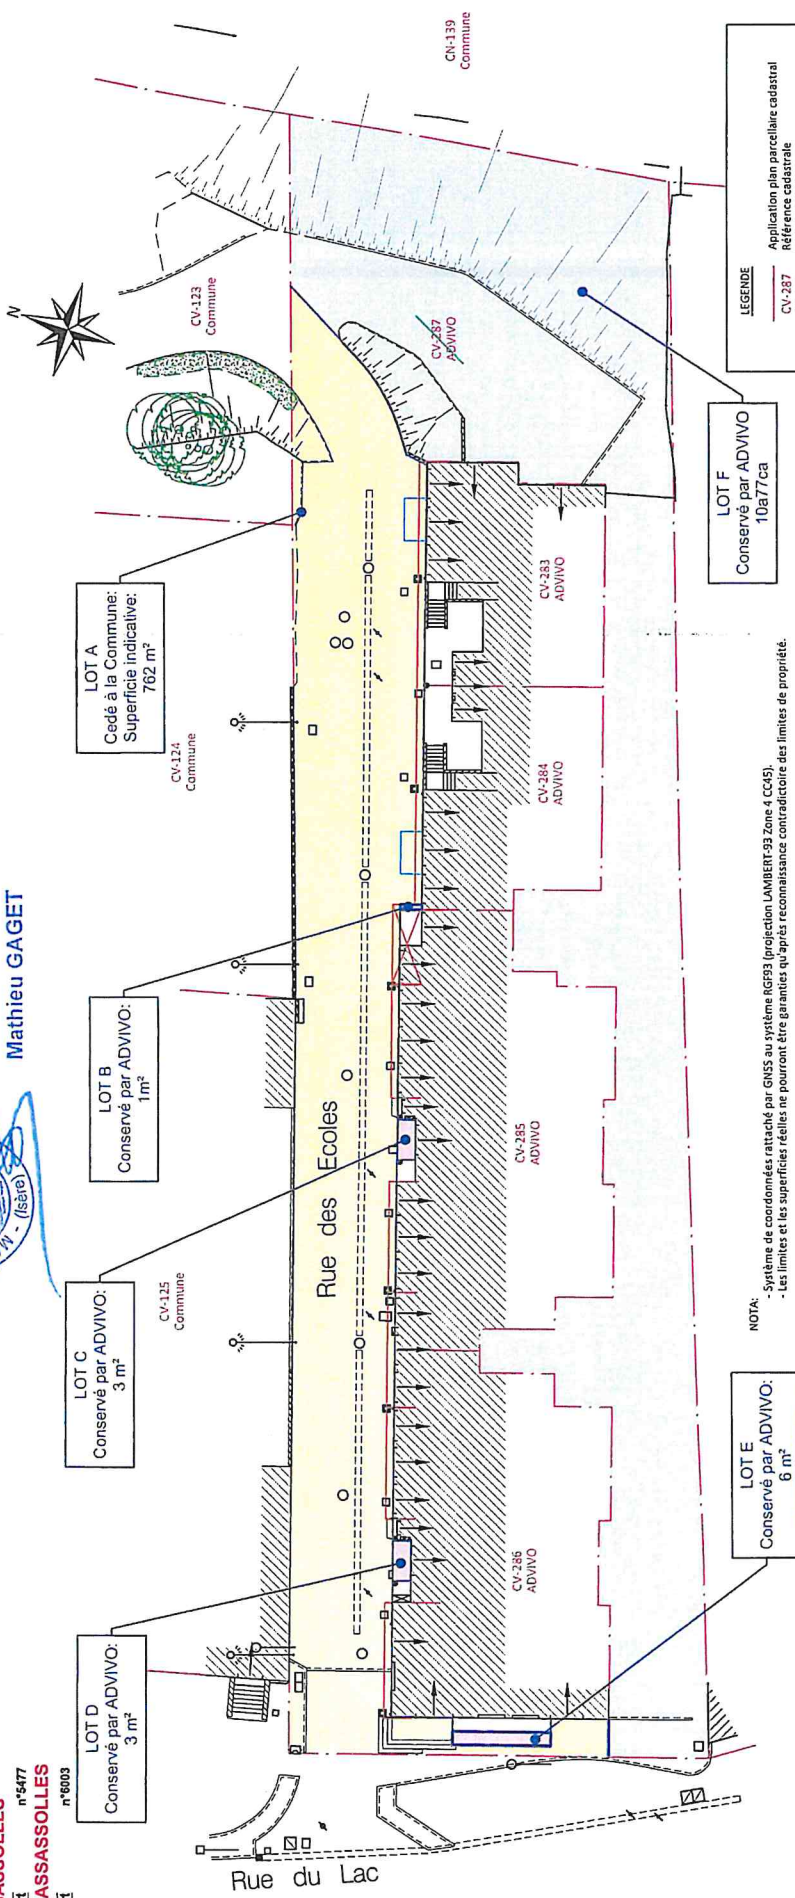 ASSOLLES
n°5477
ASSASSOLLES
n°6003
Mathieu GAGET
(Isère)
LOT D
Conservé par ADVIVO:
3 m²
LOT C
Conservé par ADVIVO:
3 m²
LOT B
Conservé par ADVIVO:
1m²
LOT A
Cedé à la Commune:
Superficie indicative:
762 m²
N
CV-125
Commune
CV-124
Commune
CV-123
Commune
CN-139
Commune
Rue des Ecoles
Rue du Lac
CV-287
ADVIVO
CV-286
ADVIVO
CV-285
ADVIVO
CV-284
ADVIVO
CV-283
ADVIVO
LOT E
Conservé par ADVIVO:
6 m²
LOT F
Conservé par ADVIVO
10a77ca
NOTA:
- Système de coordonnées rattaché par GNSS au système RGF93 (projection LAMBERT-93 Zone 4 CC45).
- Les limites et les superficies réelles ne pourront être garanties qu'après reconnaissance contradictoire des limites de propriété.
LEGENDE
Application plan parcellaire cadastral
CV-287 Référence cadastrale